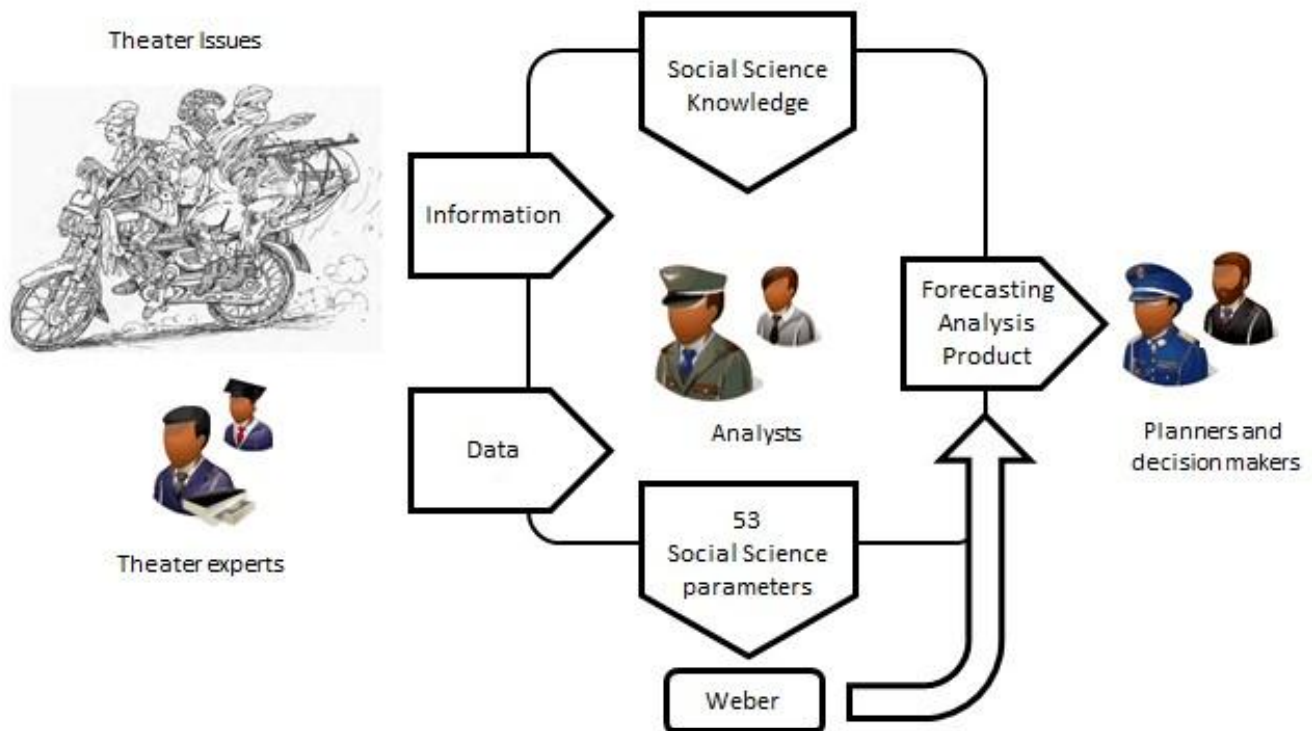 Theater Issues
Social Science
Knowledge
Information
Forecasting
Analysis
Product
Data
Analysts
Planners and
decision makers
53
Social Science
parameters
Theater experts
Weber